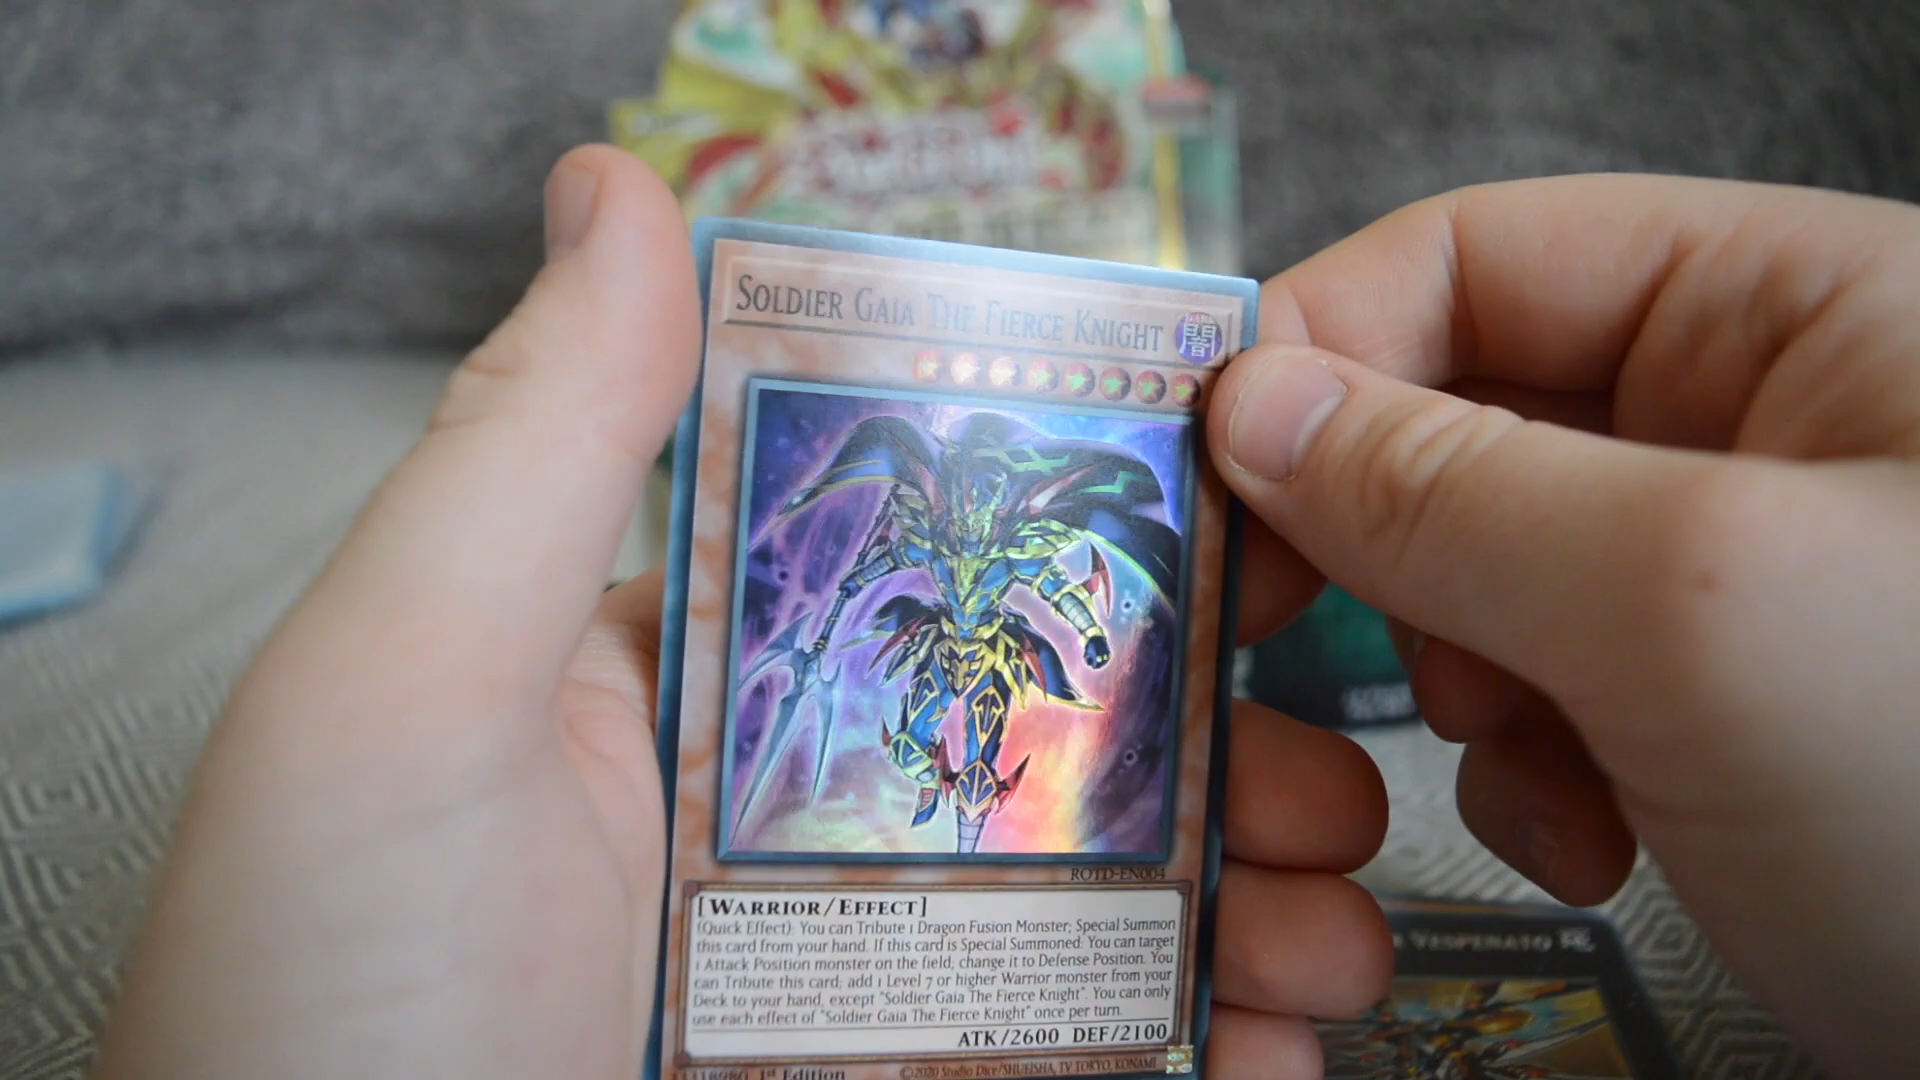 SOLDIER GAIA THE FIERCE KNIGHT
闇
ROTD-EN004
[WARRIOR/EFFECT]
(Quick Effect): You can Tribute 1 Dragon Fusion Monster; Special Summon
this card from your hand. If this card is Special Summoned: You can target
1 Attack Position monster on the field; change it to Defense Position. You
can Tribute this card; add 1 Level 7 or higher Warrior monster from your
Deck to your hand, except "Soldier Gaia The Fierce Knight". You can only
use each effect of "Soldier Gaia The Fierce Knight" once per turn.
ATK/2600 DEF/2100
1st Edition ©2020 Studio Dice/SHUEISHA, TV TOKYO, KONAMI
VESPENATO